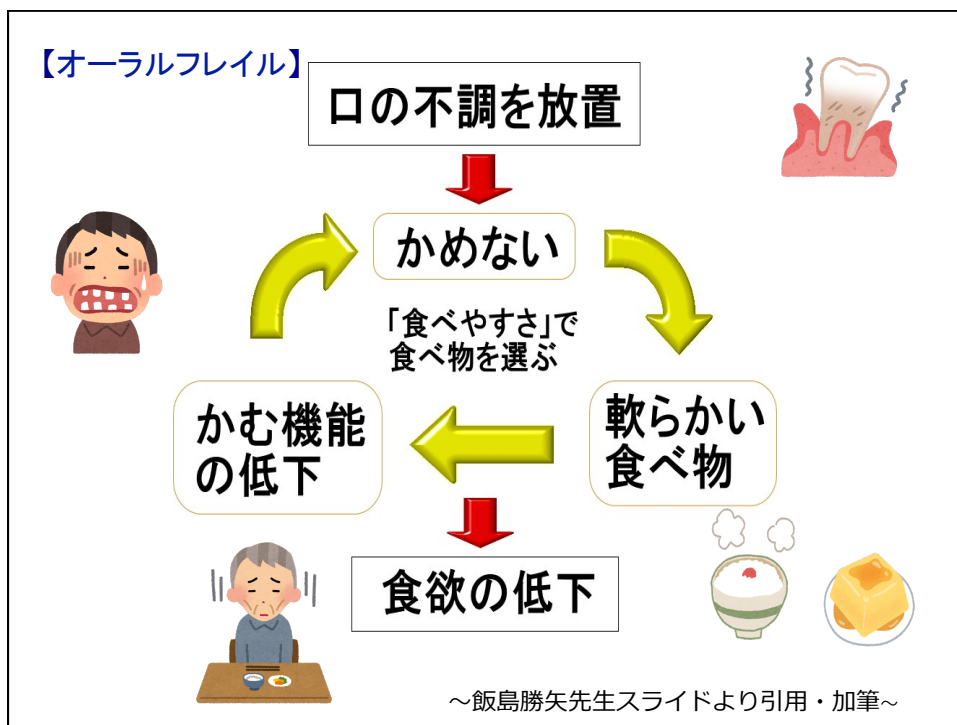 【オーラルフレイル】
口の不調を放置
かめない
「食べやすさ」で
食べ物を選ぶ
軟らかい
食べ物
かむ機能
の低下
食欲の低下
～飯島勝矢先生スライドより引用・加筆～